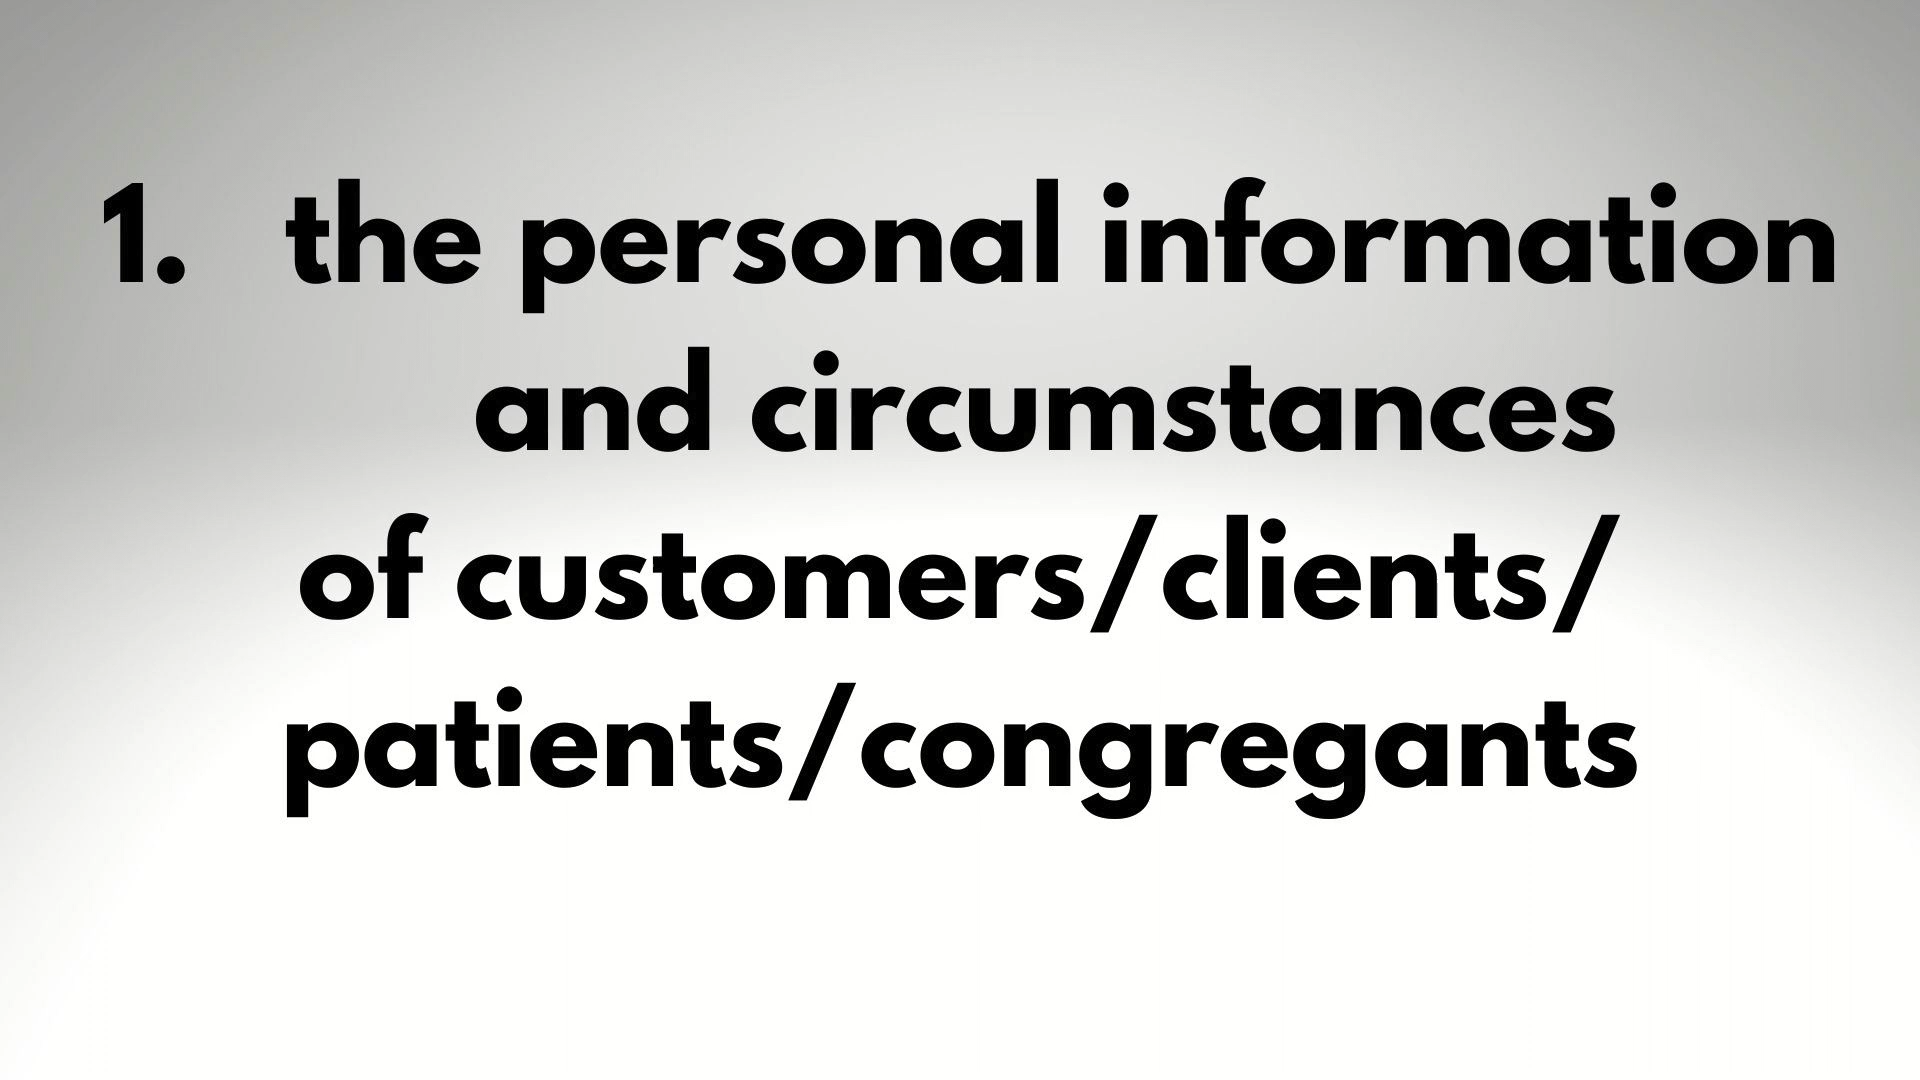 1. the personal information
and circumstances
of customers/clients/
patients/congregants